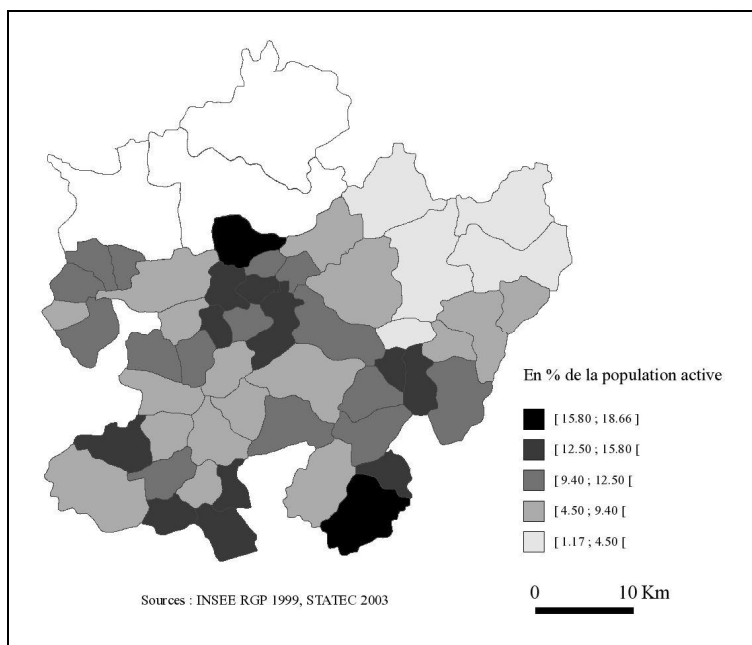 En % de la population active
[ 15.80 ; 18.66 ]
[ 12.50 ; 15.80 [
[ 9.40 ; 12.50 [
[ 4.50 ; 9.40 [
[ 1.17 ; 4.50 [
Sources : INSEE RGP 1999, STATEC 2003
0 10 Km